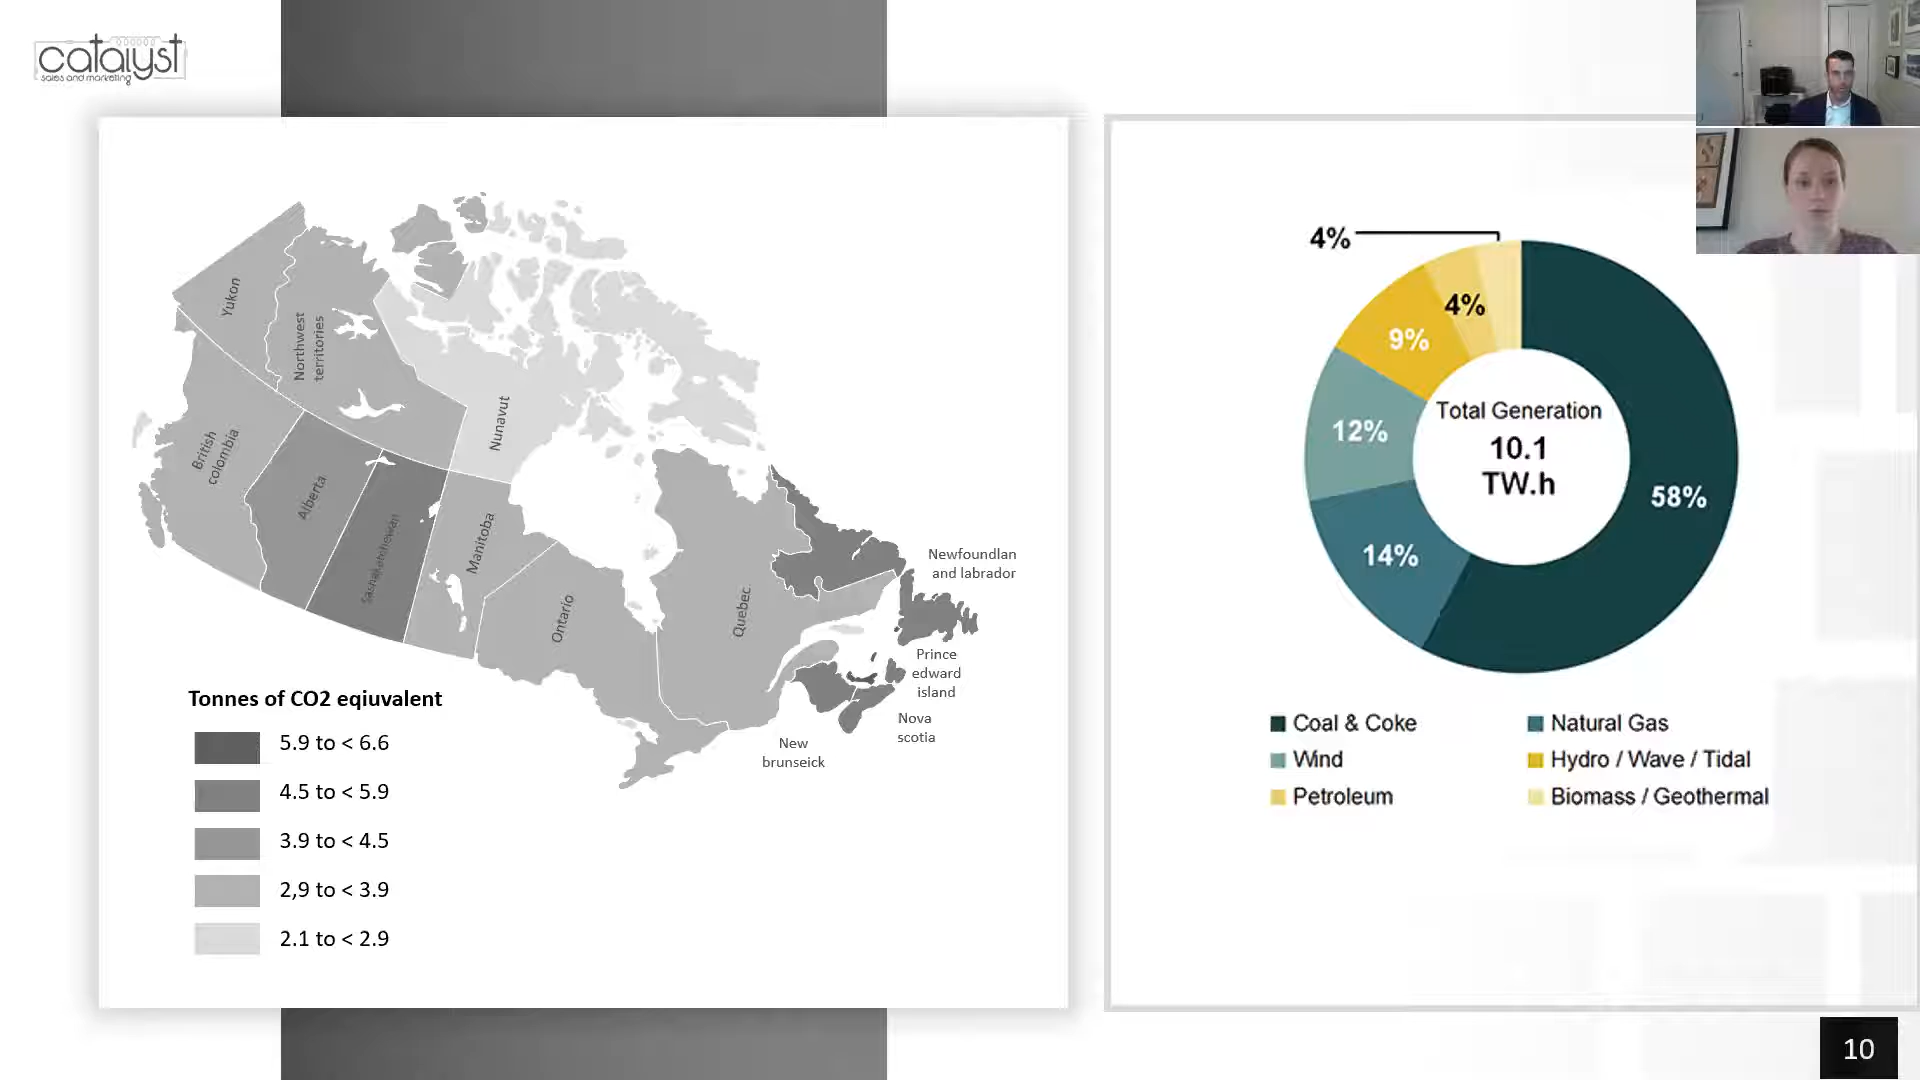 catalyst
sales and marketing
Yukon
Northwest
territories
Nunavut
British
colombia
Alberta
Saskatchewan
Manitoba
Ontario
Quebec
Newfoundlan
and labrador
Prince
edward
island
Nova
scotia
New
brunseick
Tonnes of CO2 eqiuvalent
5.9 to < 6.6
4.5 to < 5.9
3.9 to < 4.5
2,9 to < 3.9
2.1 to < 2.9
4%
4%
9%
12%
14%
58%
Total Generation
10.1
TW.h
Coal & Coke
Natural Gas
Wind
Hydro / Wave / Tidal
Petroleum
Biomass / Geothermal
10